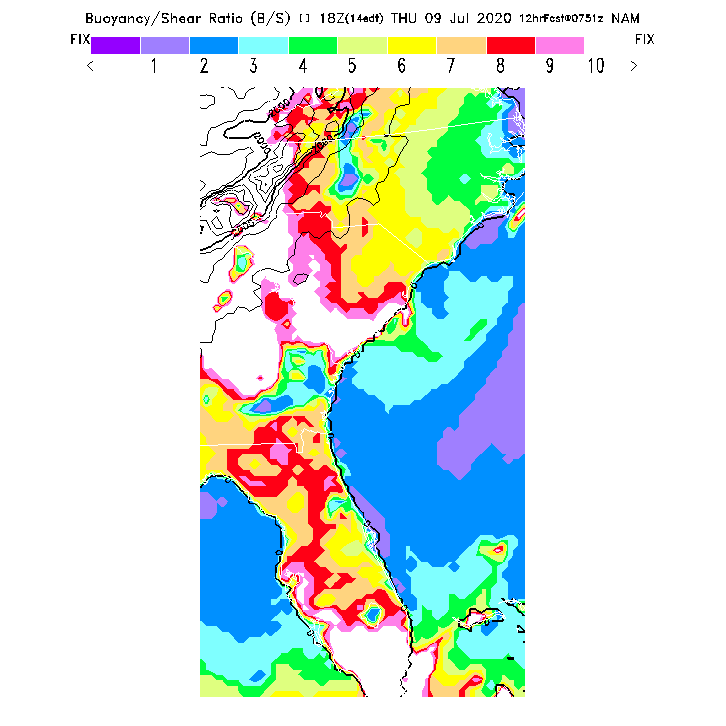 Buoyancy/Shear Ratio (B/S) [] 18Z(14edt) THU 09 Jul 2020 12hrFcst@0751z NAM
FIX FIX
< 1 2 3 4 5 6 7 8 9 10 >